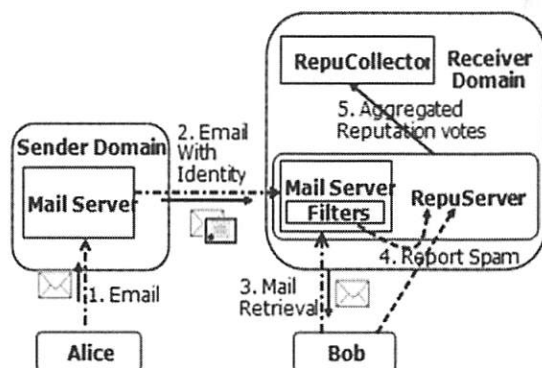 RepuCollector
Receiver
Domain
5. Aggregated
Reputation votes
Sender Domain
2. Email
With
Identity
Mail Server
Mail Server
Filters
RepuServer
4. Report Spam
1. Email
3. Mail
Retrieval
Alice
Bob